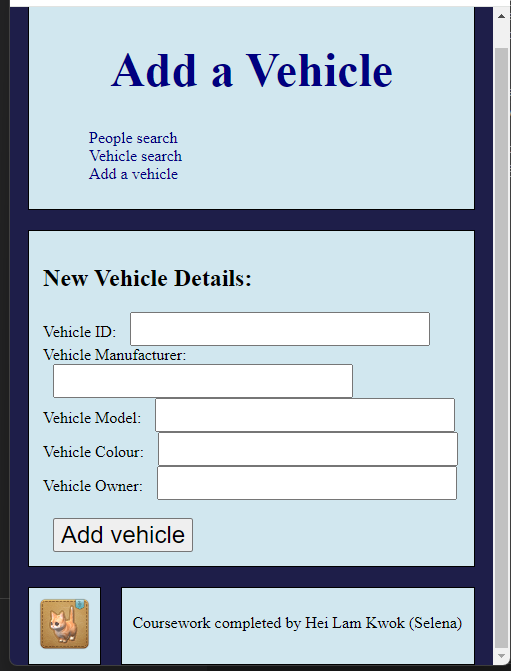 Add a Vehicle
People search
Vehicle search
Add a vehicle
New Vehicle Details:
Vehicle ID:
Vehicle Manufacturer:
Vehicle Model:
Vehicle Colour:
Vehicle Owner:
Add vehicle
Coursework completed by Hei Lam Kwok (Selena)